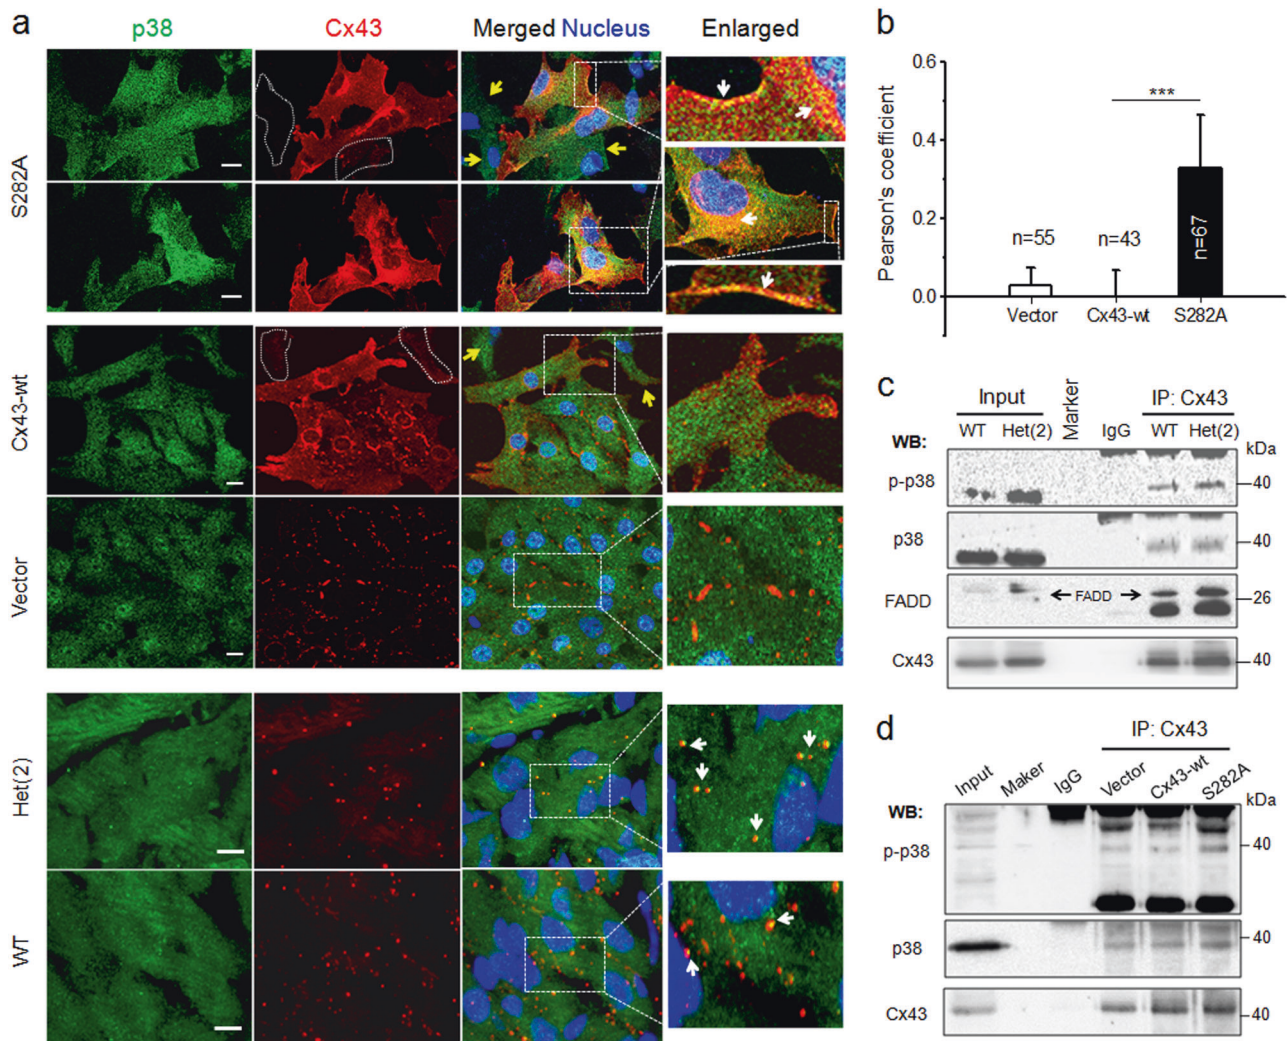 a
p38
Cx43
Merged Nucleus
Enlarged
S282A
Cx43-wt
Vector
Het(2)
WT
b
Pearson's coefficient
0.6
0.4
0.2
0.0
***
n=55
n=43
n=67
Vector
Cx43-wt
S282A
c
Input
Marker
IP: Cx43
WB:
WT
Het(2)
IgG
WT
Het(2)
kDa
p-p38
40
p38
40
FADD
FADD
26
Cx43
40
d
IP: Cx43
Input
Maker
IgG
Vector
Cx43-wt
S282A
WB:
kDa
p-p38
40
p38
40
Cx43
40